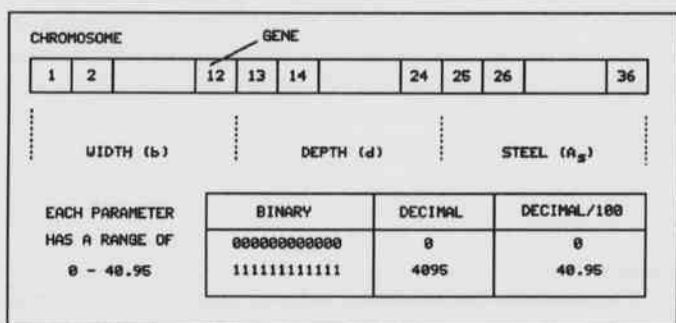 CHROMOSOME GENE
1 2 12 13 14 24 25 26 36
WIDTH (b) DEPTH (d) STEEL (As)
EACH PARAMETER
HAS A RANGE OF
0 - 40.95
BINARY DECIMAL DECIMAL/100
000000000000 0 0
111111111111 4095 40.95